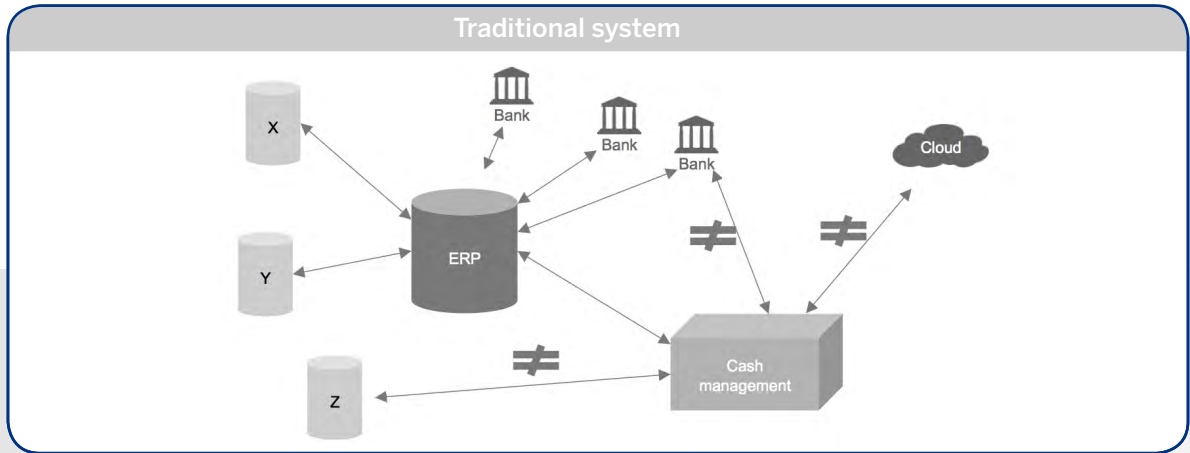 Traditional system
X
Bank
Bank
Bank
Cloud
ERP
Y
Cash
management
Z